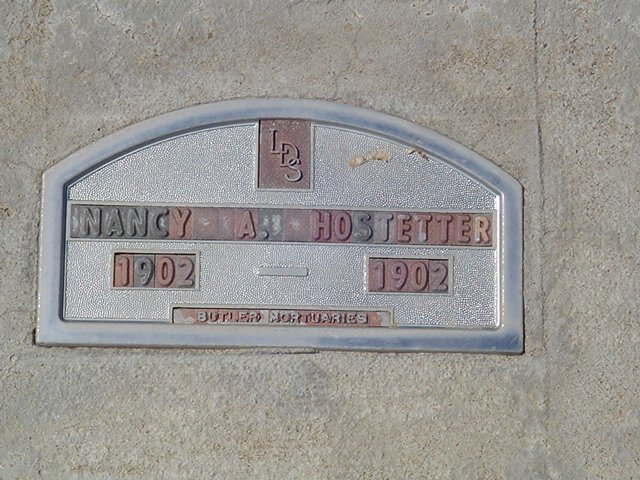 LDS
NANCY A. HOSTETTER
1902 — 1902
BUTLER MORTUARIES